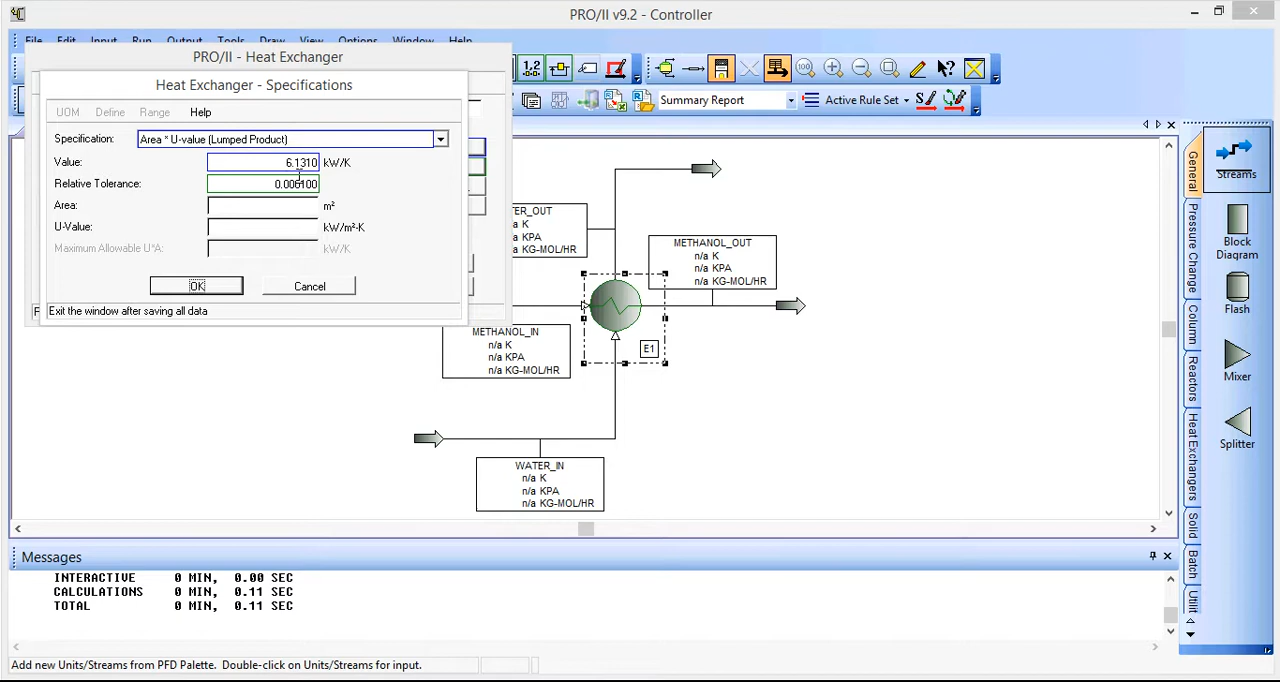 PRO/II v9.2 - Controller
File Edit Input Run Output Tools Draw View Options Window Help
PRO/II - Heat Exchanger
Heat Exchanger - Specifications
UOM Define Range Help
Specification: Area * U-value (Lumped Product)
Value: 6.1310 kW/K
Relative Tolerance:
Area: m²
U-Value: kW/m²-K
Maximum Allowable U*A: kW/K
OK Cancel
Exit the window after saving all data
1.2
100
Summary Report
Active Rule Set
TER_OUT
a K
a KPA
a KG-MOL/HR
METHANOL_OUT
n/a K
n/a KPA
n/a KG-MOL/HR
METHANOL_IN
n/a K
n/a KPA
n/a KG-MOL/HR
E1
WATER_IN
n/a K
n/a KPA
n/a KG-MOL/HR
General
Pressure Change
Column
Reactors
Heat Exchangers
Solid
Batch
Utilit
Streams
Block
Diagram
Flash
Mixer
Splitter
Messages
INTERACTIVE 0 MIN, 0.00 SEC
CALCULATIONS 0 MIN, 0.11 SEC
TOTAL 0 MIN, 0.11 SEC
Add new Units/Streams from PFD Palette. Double-click on Units/Streams for input.